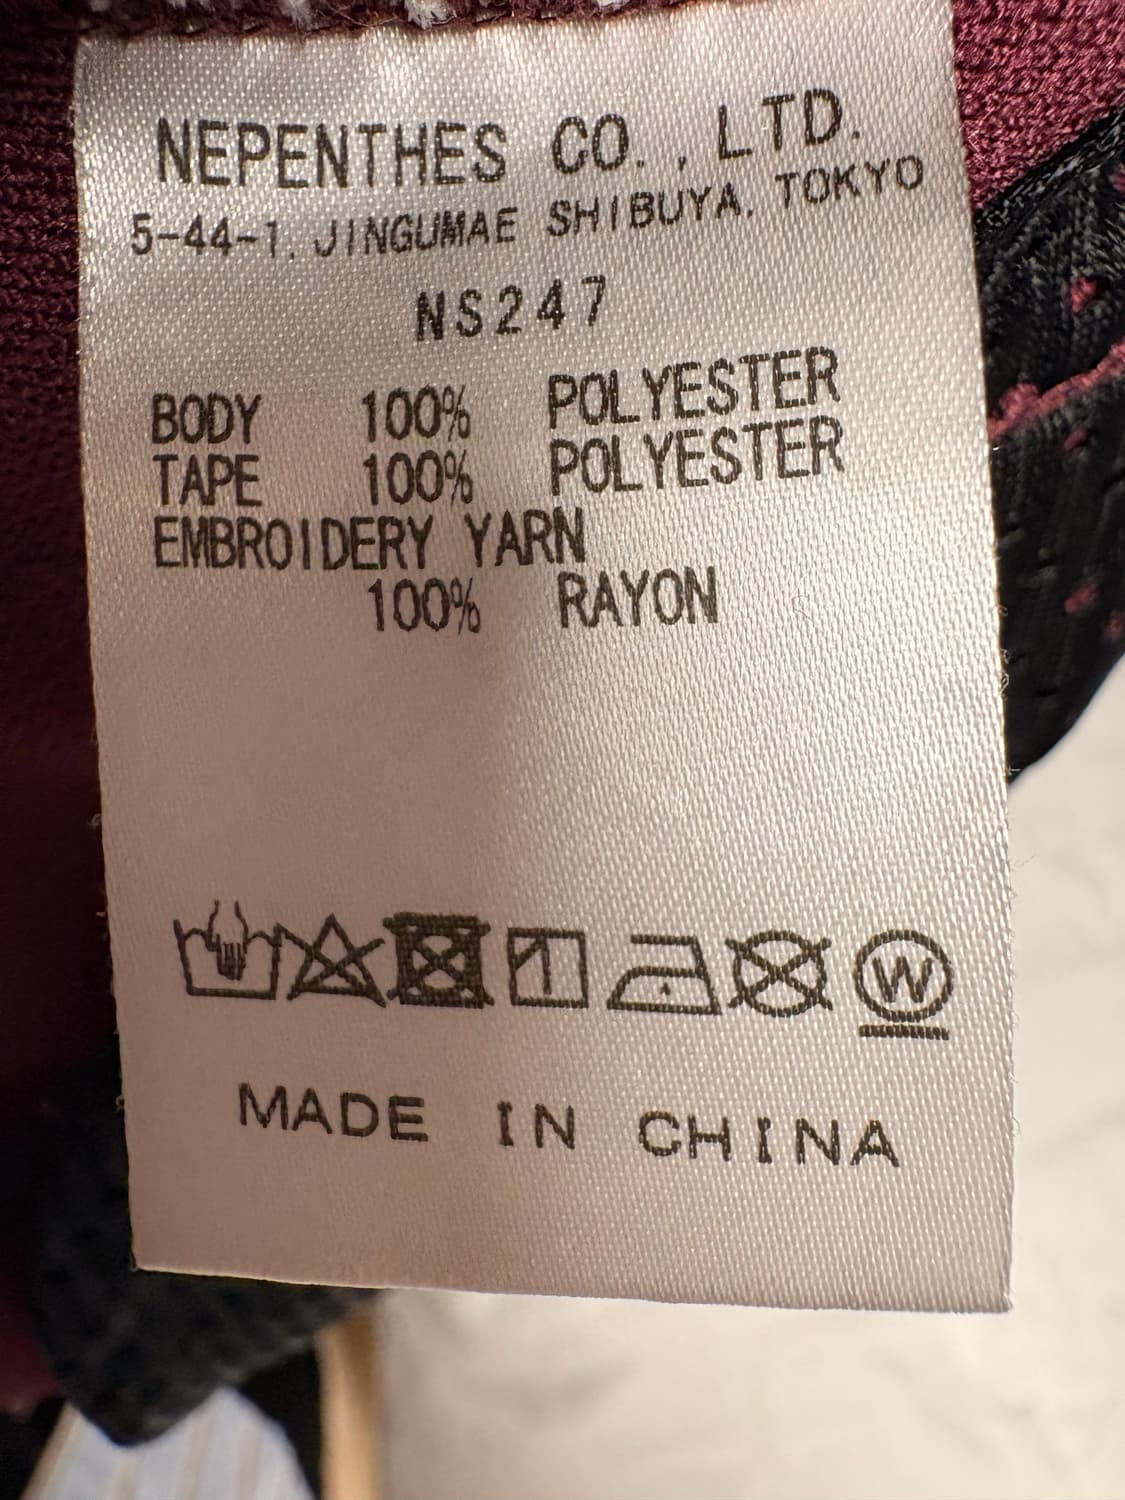 NEPENTHES CO., LTD.
5-44-1, JINGUMAE SHIBUYA, TOKYO
NS247
BODY 100% POLYESTER
TAPE 100% POLYESTER
EMBROIDERY YARN
100% RAYON
W
MADE IN CHINA